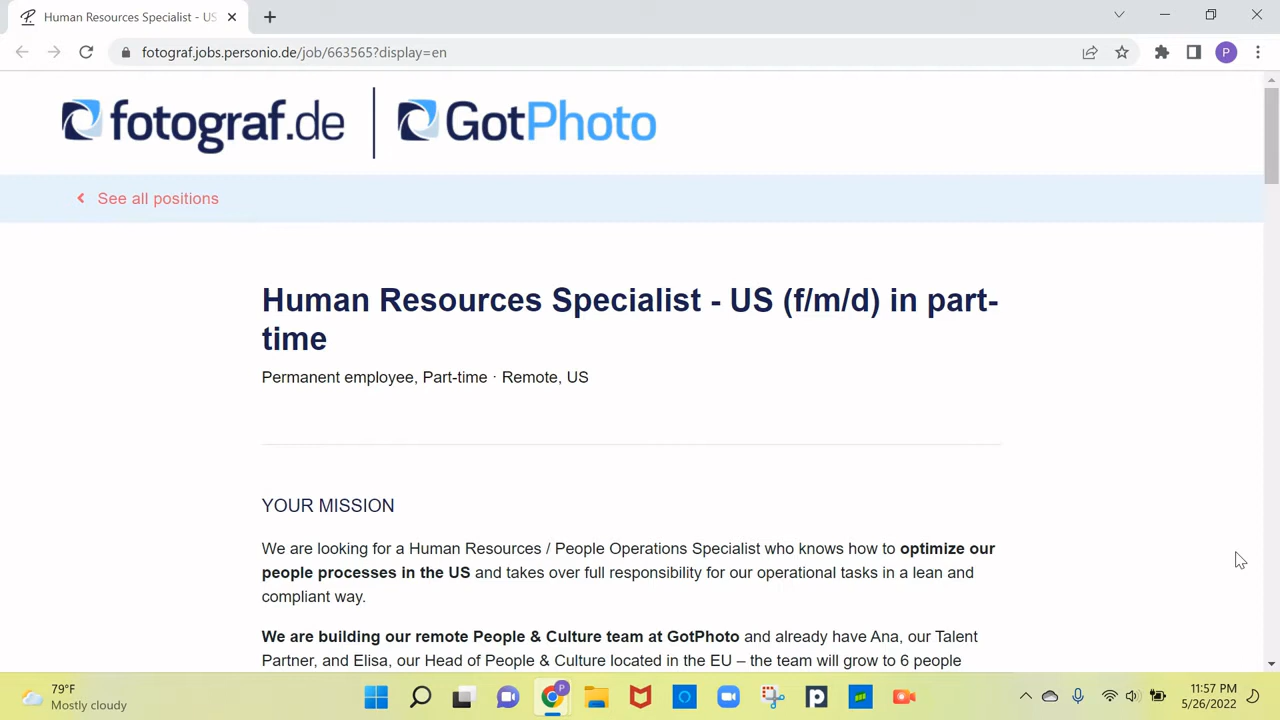 Human Resources Specialist - US
fotograf.jobs.personio.de/job/663565?display=en
P
fotograf.de
GotPhoto
See all positions
Human Resources Specialist - US (f/m/d) in part-
time
Permanent employee, Part-time · Remote, US
YOUR MISSION
We are looking for a Human Resources / People Operations Specialist who knows how to optimize our
people processes in the US and takes over full responsibility for our operational tasks in a lean and
compliant way.
We are building our remote People & Culture team at GotPhoto and already have Ana, our Talent
Partner, and Elisa, our Head of People & Culture located in the EU – the team will grow to 6 people
79°F
Mostly cloudy
P
11:57 PM
5/26/2022